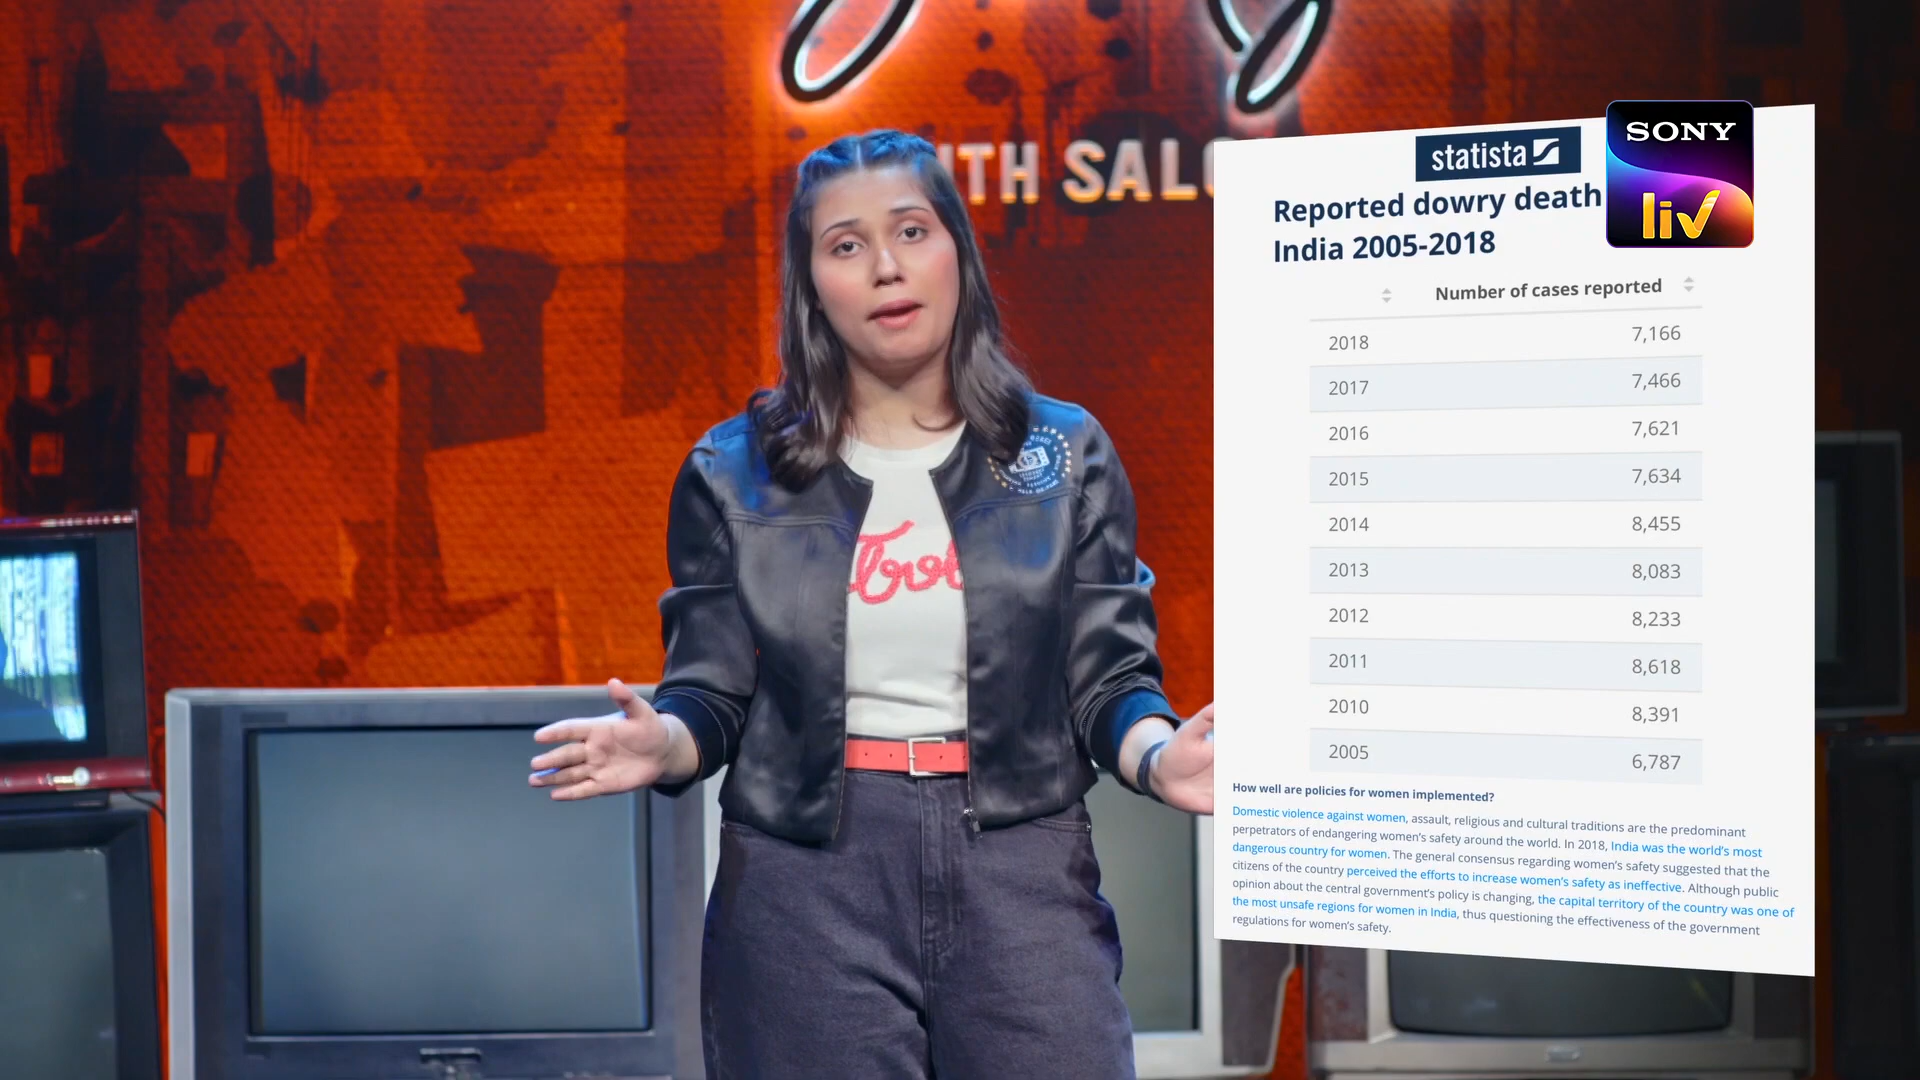 ITH SALO
SONY
liv
statista
Reported dowry death
India 2005-2018
Number of cases reported
2018 7,166
2017 7,466
2016 7,621
2015 7,634
2014 8,455
2013 8,083
2012 8,233
2011 8,618
2010 8,391
2005 6,787
How well are policies for women implemented?
Domestic violence against women, assault, religious and cultural traditions are the predominant
perpetrators of endangering women's safety around the world. In 2018, India was the world's most
dangerous country for women. The general consensus regarding women's safety suggested that the
citizens of the country perceived the efforts to increase women's safety as ineffective. Although public
opinion about the central government's policy is changing, the capital territory of the country was one of
the most unsafe regions for women in India, thus questioning the effectiveness of the government
regulations for women's safety.